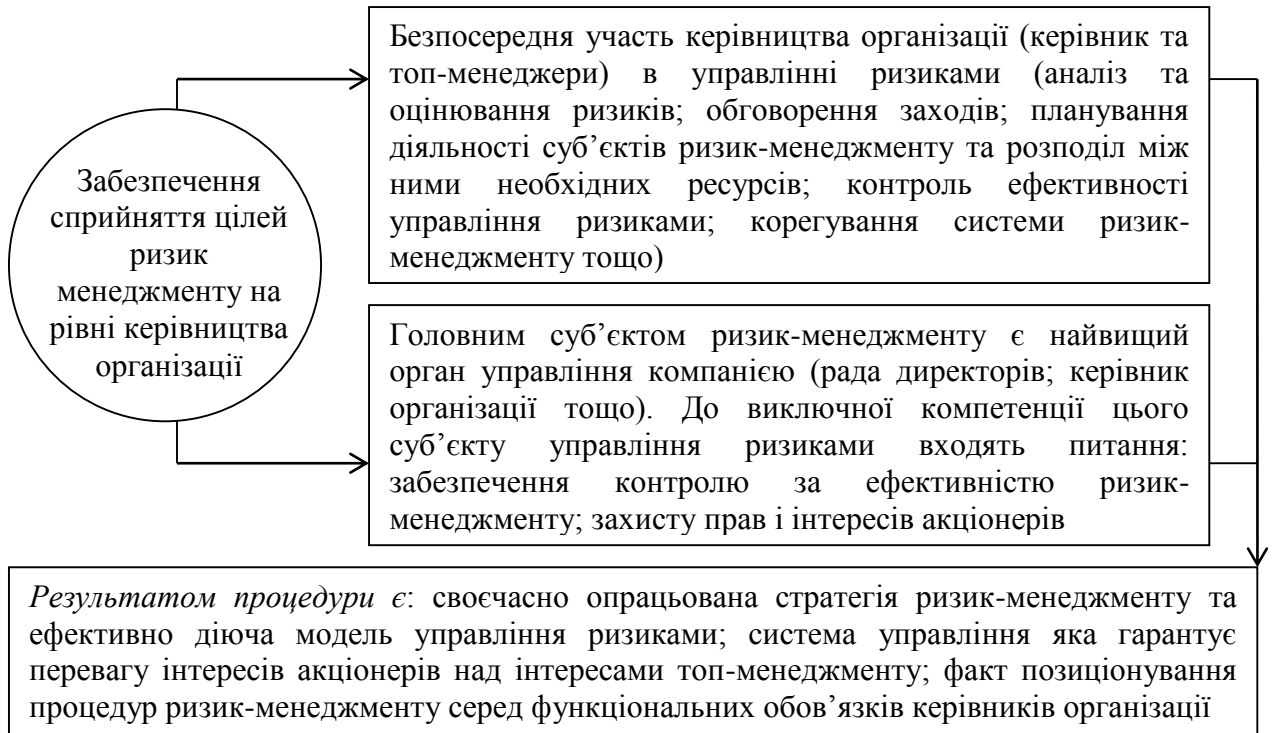 Забезпечення
сприйняття цілей
ризик
менеджменту на
рівні керівництва
організації
Безпосередня участь керівництва організації (керівник та
топ-менеджери) в управлінні ризиками (аналіз та
оцінювання ризиків; обговорення заходів; планування
діяльності суб’єктів ризик-менеджменту та розподіл між
ними необхідних ресурсів; контроль ефективності
управління ризиками; корегування системи ризик-
менеджменту тощо)
Головним суб’єктом ризик-менеджменту є найвищий
орган управління компанією (рада директорів; керівник
організації тощо). До виключної компетенції цього
суб’єкту управління ризиками входять питання:
забезпечення контролю за ефективністю ризик-
менеджменту; захисту прав і інтересів акціонерів
Результатом процедури є: своєчасно опрацьована стратегія ризик-менеджменту та
ефективно діюча модель управління ризиками; система управління яка гарантує
перевагу інтересів акціонерів над інтересами топ-менеджменту; факт позиціонування
процедур ризик-менеджменту серед функціональних обов’язків керівників організації